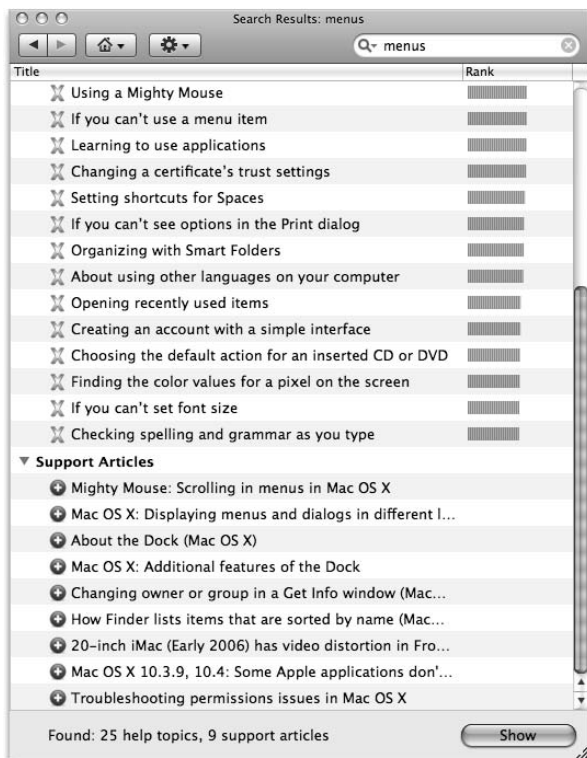 Search Results: menus
menus
Title Rank
Using a Mighty Mouse
If you can't use a menu item
Learning to use applications
Changing a certificate's trust settings
Setting shortcuts for Spaces
If you can't see options in the Print dialog
Organizing with Smart Folders
About using other languages on your computer
Opening recently used items
Creating an account with a simple interface
Choosing the default action for an inserted CD or DVD
Finding the color values for a pixel on the screen
If you can't set font size
Checking spelling and grammar as you type
Support Articles
Mighty Mouse: Scrolling in menus in Mac OS X
Mac OS X: Displaying menus and dialogs in different l...
About the Dock (Mac OS X)
Mac OS X: Additional features of the Dock
Changing owner or group in a Get Info window (Mac...
How Finder lists items that are sorted by name (Mac...
20-inch iMac (Early 2006) has video distortion in Fro...
Mac OS X 10.3.9, 10.4: Some Apple applications don'...
Troubleshooting permissions issues in Mac OS X
Found: 25 help topics, 9 support articles Show